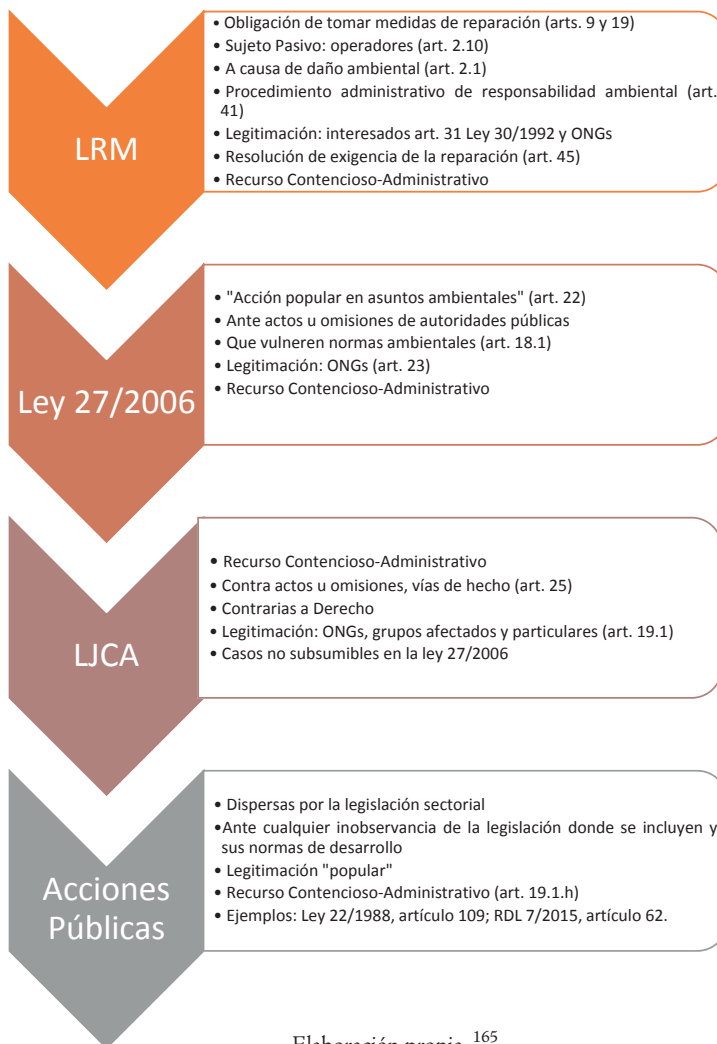 LRM
• Obligación de tomar medidas de reparación (arts. 9 y 19)
• Sujeto Pasivo: operadores (art. 2.10)
• A causa de daño ambiental (art. 2.1)
• Procedimiento administrativo de responsabilidad ambiental (art.
41)
• Legitimación: interesados art. 31 Ley 30/1992 y ONGs
• Resolución de exigencia de la reparación (art. 45)
• Recurso Contencioso-Administrativo
Ley 27/2006
• "Acción popular en asuntos ambientales" (art. 22)
• Ante actos u omisiones de autoridades públicas
• Que vulneren normas ambientales (art. 18.1)
• Legitimación: ONGs (art. 23)
• Recurso Contencioso-Administrativo
LJCA
• Recurso Contencioso-Administrativo
• Contra actos u omisiones, vías de hecho (art. 25)
• Contrarias a Derecho
• Legitimación: ONGs, grupos afectados y particulares (art. 19.1)
• Casos no subsumibles en la ley 27/2006
Acciones
Públicas
• Dispersas por la legislación sectorial
•Ante cualquier inobservancia de la legislación donde se incluyen y
sus normas de desarrollo
• Legitimación "popular"
• Recurso Contencioso-Administrativo (art. 19.1.h)
• Ejemplos: Ley 22/1988, artículo 109; RDL 7/2015, artículo 62.
Elaboración propia 165